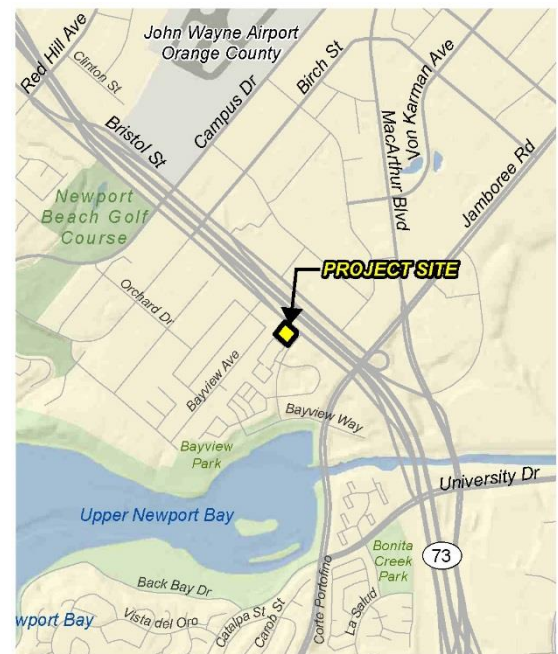 John Wayne Airport
Orange County
Red Hill Ave
Clinton St
Campus Dr
Birch St
Von Karman Ave
MacArthur Blvd
Bristol St
Jamboree Rd
Newport
Beach Golf
Course
PROJECT SITE
Orchard Dr
Bayview Ave
Bayview Way
Bayview
Park
University Dr
Upper Newport Bay
Bonita
Creek
Park
73
Back Bay Dr
Vista del Oro
Catalpa St
Carob St
Corte Portofino
La Salud
wport Bay